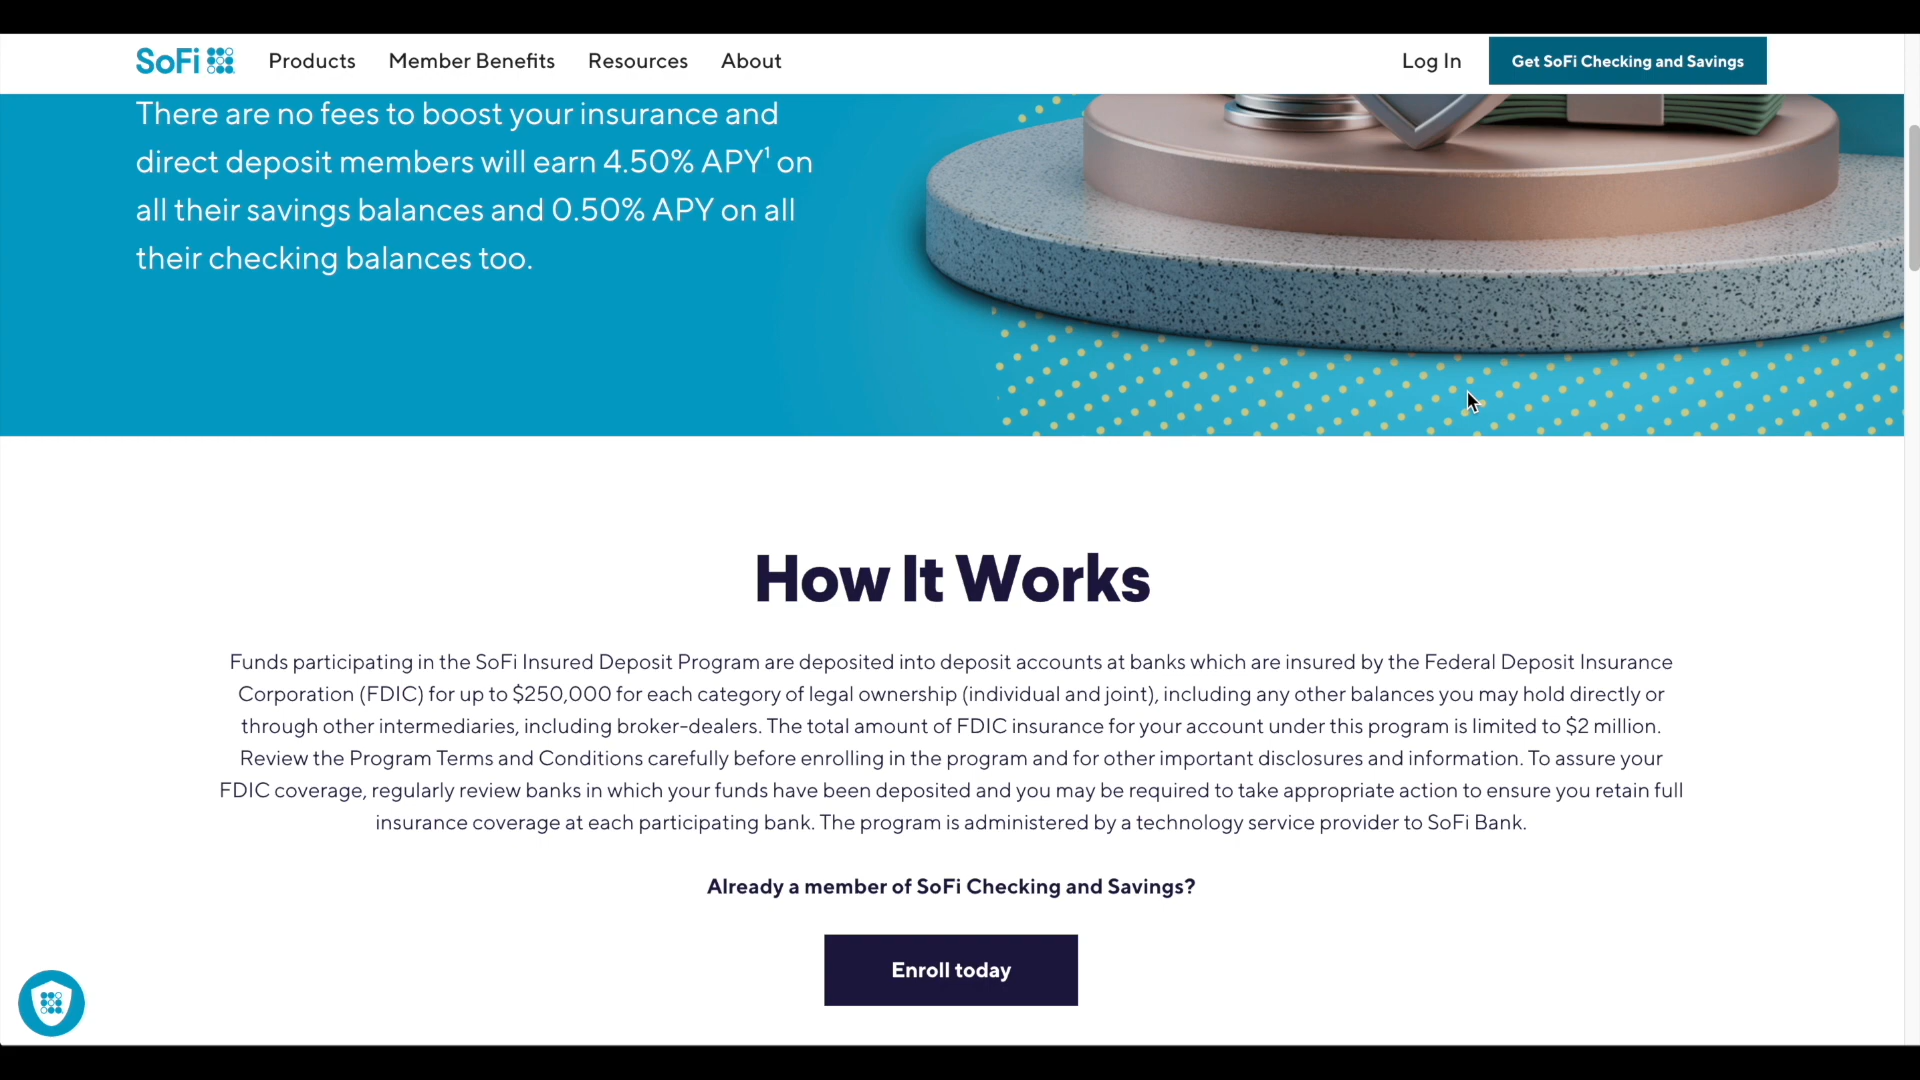 SoFi Products Member Benefits Resources About Log In Get SoFi Checking and Savings
There are no fees to boost your insurance and
direct deposit members will earn 4.50% APY¹ on
all their savings balances and 0.50% APY on all
their checking balances too.
How It Works
Funds participating in the SoFi Insured Deposit Program are deposited into deposit accounts at banks which are insured by the Federal Deposit Insurance
Corporation (FDIC) for up to $250,000 for each category of legal ownership (individual and joint), including any other balances you may hold directly or
through other intermediaries, including broker-dealers. The total amount of FDIC insurance for your account under this program is limited to $2 million.
Review the Program Terms and Conditions carefully before enrolling in the program and for other important disclosures and information. To assure your
FDIC coverage, regularly review banks in which your funds have been deposited and you may be required to take appropriate action to ensure you retain full
insurance coverage at each participating bank. The program is administered by a technology service provider to SoFi Bank.
Already a member of SoFi Checking and Savings?
Enroll today